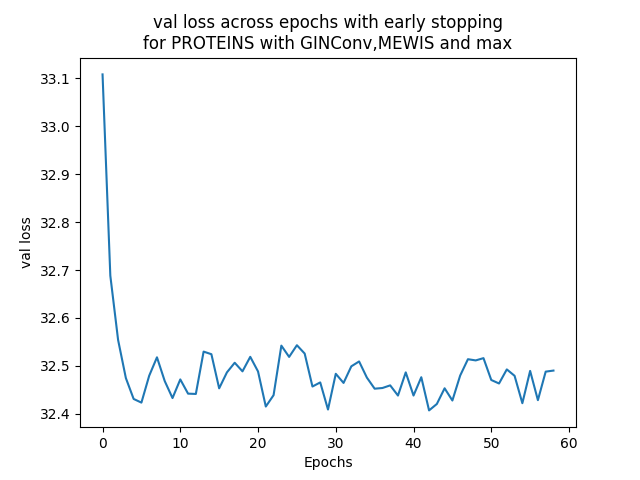 val loss across epochs with early stopping
for PROTEINS with GINConv,MEWIS and max
33.1
33.0
32.9
32.8
32.7
32.6
32.5
32.4
val loss
0 10 20 30 40 50 60
Epochs